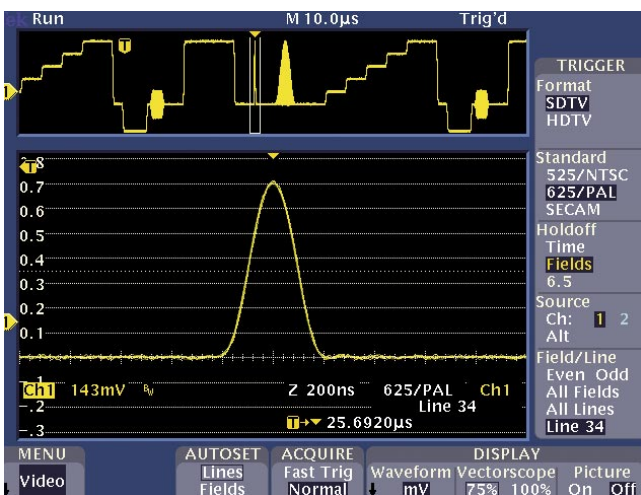 ek Run M 10.0µs Trig'd
T
1
TRIGGER
Format
SDTV
HDTV
Standard
525/NTSC
625/PAL
SECAM
Holdoff
Time
Fields
6.5
Source
Ch: 1 2
Alt
Field/Line
Even Odd
All Fields
All Lines
Line 34
T
0.7
0.6
0.5
0.4
0.3
0.2
1
0.1
Ch1 143mV Bw Z 200ns 625/PAL Ch1
-.2 Line 34
-.3 T→▼ 25.6920µs
MENU AUTOSET ACQUIRE DISPLAY
Video Lines Fast Trig Waveform Vectorscope Picture
Fields Normal mV 75% 100% On Off